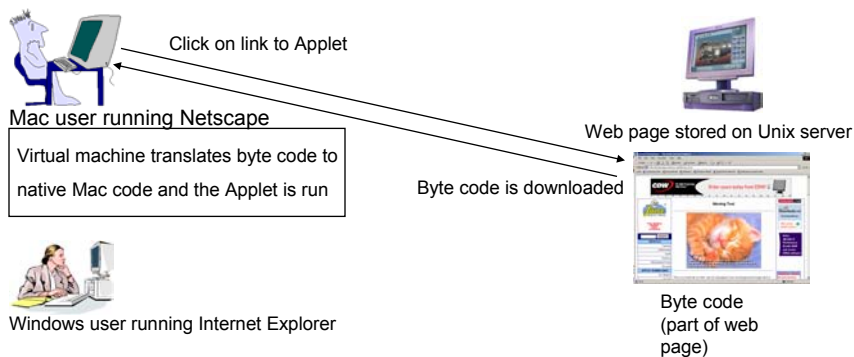 Click on link to Applet
Mac user running Netscape
Virtual machine translates byte code to
native Mac code and the Applet is run
Web page stored on Unix server
Byte code is downloaded
CDW
Windows user running Internet Explorer
Byte code
(part of web
page)